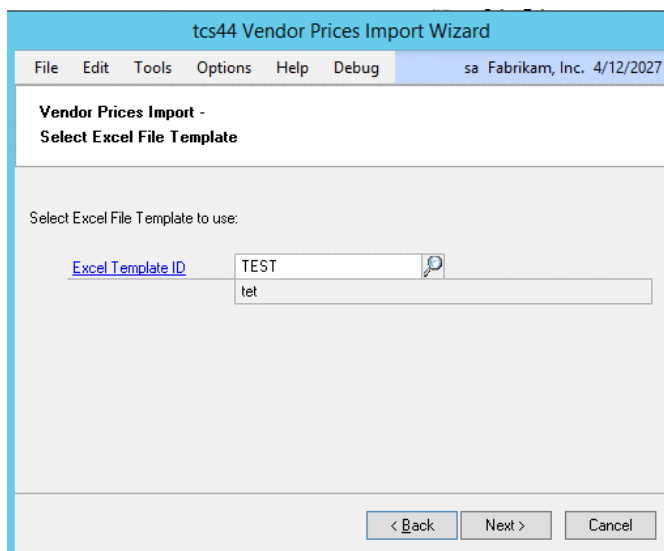 tcs44 Vendor Prices Import Wizard
File Edit Tools Options Help Debug sa Fabrikam, Inc. 4/12/2027
Vendor Prices Import -
Select Excel File Template
Select Excel File Template to use:
Excel Template ID TEST
tet
< Back Next > Cancel